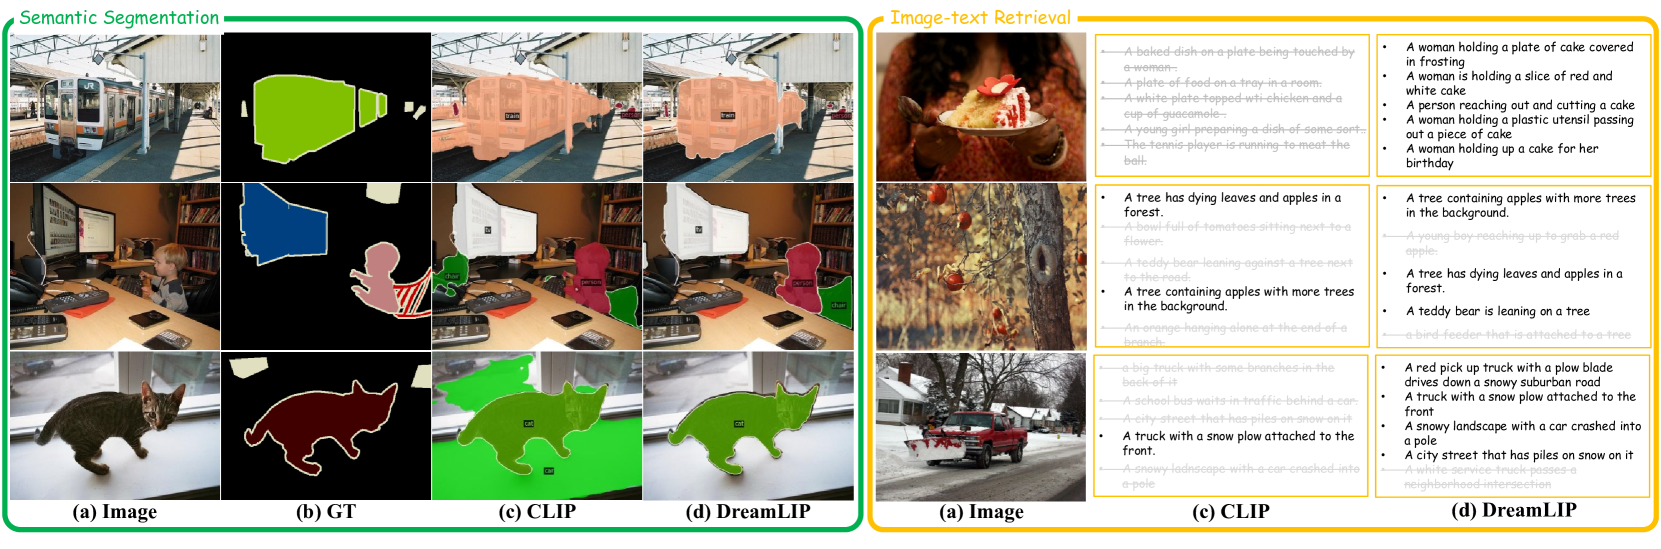 Semantic Segmentation
JR
train
person
train
person
tv
chair
person
person
chair
cat
cat
cat
(a) Image
(b) GT
(c) CLIP
(d) DreamLIP
Image-text Retrieval
• A baked dish on a plate being touched by
a woman .
• A plate of food on a tray in a room.
• A white plate topped wti chicken and a
cup of guacamole .
• A young girl preparing a dish of some sort..
• The tennis player is running to meat the
ball.
• A woman holding a plate of cake covered
in frosting
• A woman is holding a slice of red and
white cake
• A person reaching out and cutting a cake
• A woman holding a plastic utensil passing
out a piece of cake
• A woman holding up a cake for her
birthday
• A tree has dying leaves and apples in a
forest.
• A bowl full of tomatoes sitting next to a
flower.
• A teddy bear leaning against a tree next
to the road.
• A tree containing apples with more trees
in the background.
• An orange hanging alone at the end of a
branch.
• A tree containing apples with more trees
in the background.
• A young boy reaching up to grab a red
apple.
• A tree has dying leaves and apples in a
forest.
• A teddy bear is leaning on a tree
• a bird feeder that is attached to a tree
• a big truck with some branches in the
back of it
• A school bus waits in traffic behind a car.
• A city street that has piles on snow on it
• A truck with a snow plow attached to the
front.
• A snowy ladnscape with a car crashed into
a pole
• A red pick up truck with a plow blade
drives down a snowy suburban road
• A truck with a snow plow attached to the
front
• A snowy landscape with a car crashed into
a pole
• A city street that has piles on snow on it
• A white service truck passes a
neighborhood intersection
(a) Image
(c) CLIP
(d) DreamLIP